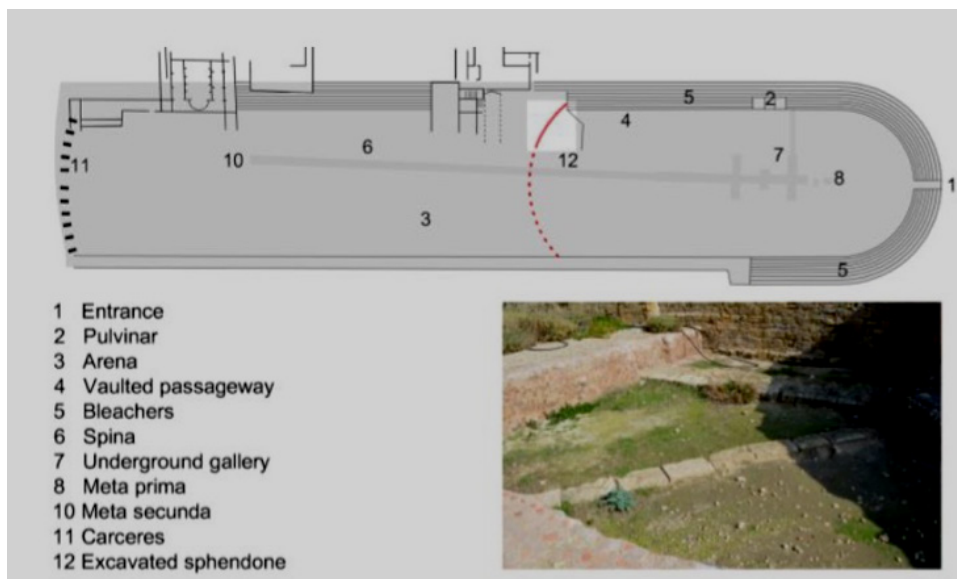 5
2
4
6
12
7
11
10
8
1
3
5
1 Entrance
2 Pulvinar
3 Arena
4 Vaulted passageway
5 Bleachers
6 Spina
7 Underground gallery
8 Meta prima
10 Meta secunda
11 Carceres
12 Excavated sphendone